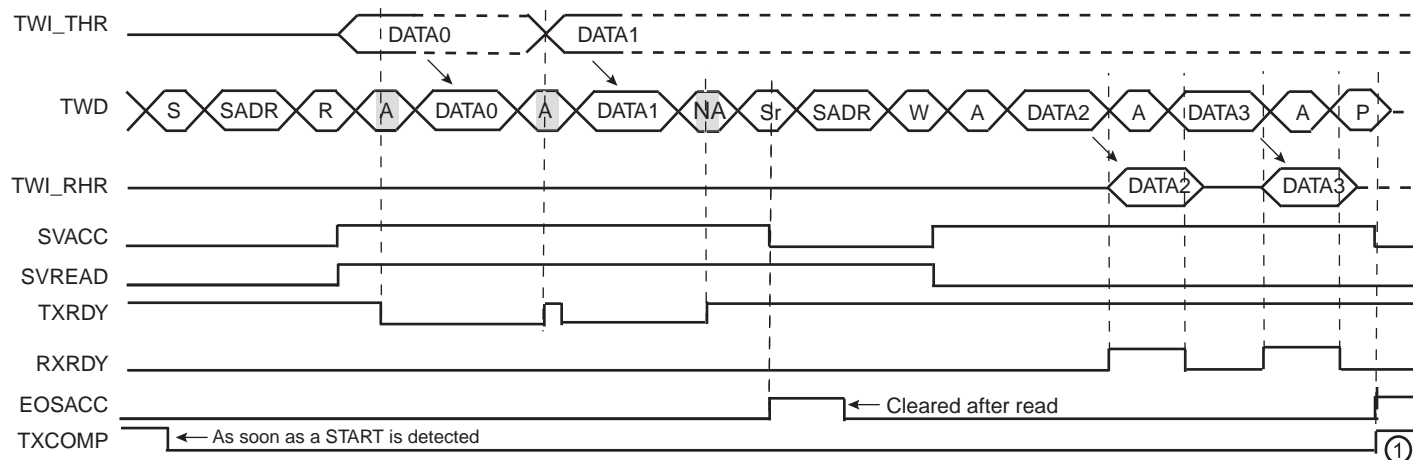 TWI_THR DATA0 DATA1
TWD S SADR R A DATA0 A DATA1 NA Sr SADR W A DATA2 A DATA3 A P
TWI_RHR DATA2 DATA3
SVACC
SVREAD
TXRDY
RXRDY
EOSACC Cleared after read
TXCOMP As soon as a START is detected 1